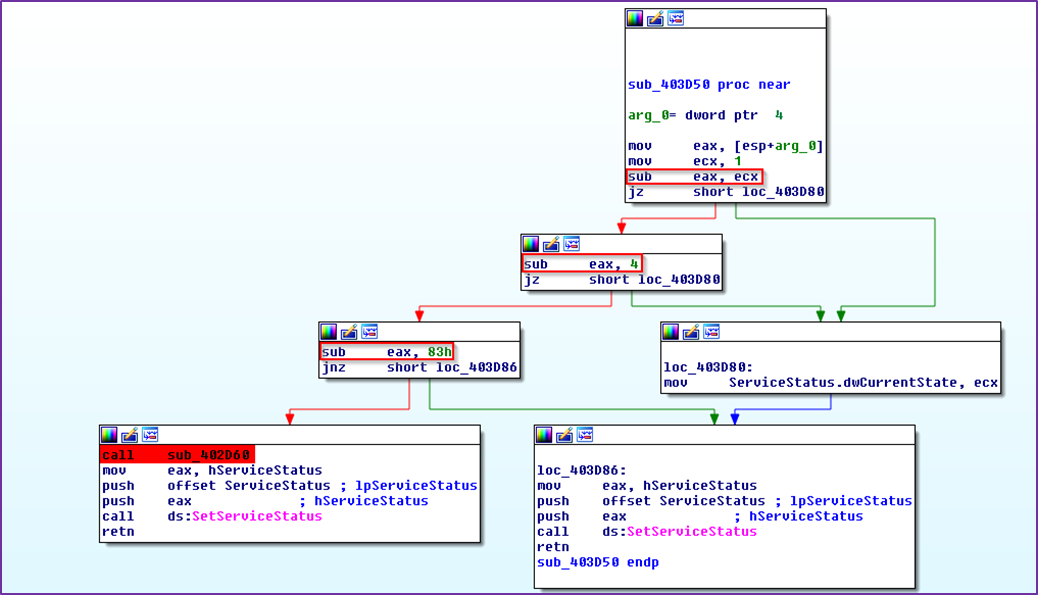 sub_403D50 proc near
arg_0= dword ptr  4
mov     eax, [esp+arg_0]
mov     ecx, 1
sub     eax, ecx
jz      short loc_403D80
sub     eax, 4
jz      short loc_403D80
sub     eax, 83h
jnz     short loc_403D86
loc_403D80:
mov     ServiceStatus.dwCurrentState, ecx
call    sub_402D60
mov     eax, hServiceStatus
push    offset ServiceStatus ; lpServiceStatus
push    eax             ; hServiceStatus
call    ds:SetServiceStatus
retn
loc_403D86:
mov     eax, hServiceStatus
push    offset ServiceStatus ; lpServiceStatus
push    eax             ; hServiceStatus
call    ds:SetServiceStatus
retn
sub_403D50 endp